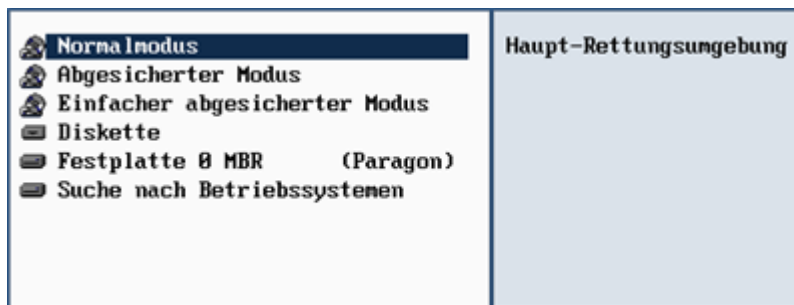 Normalmodus
Abgesicherter Modus
Einfacher abgesicherter Modus
Diskette
Festplatte 0 MBR (Paragon)
Suche nach Betriebssystemen
Haupt-Rettungsumgebung